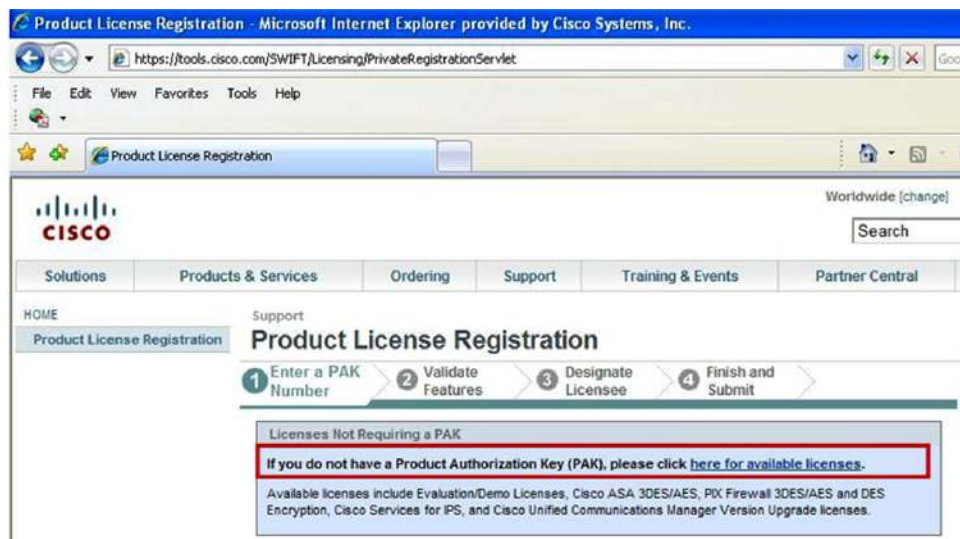 Product License Registration - Microsoft Internet Explorer provided by Cisco Systems, Inc.
https://tools.cisco.com/SWIFT/Licensing/PrivateRegistrationServlet
Goo
File Edit View Favorites Tools Help
Product License Registration
Worldwide [change]
CISCO
Search
Solutions Products & Services Ordering Support Training & Events Partner Central
HOME
Product License Registration
Support
Product License Registration
1 Enter a PAK Number 2 Validate Features 3 Designate Licensee 4 Finish and Submit
Licenses Not Requiring a PAK
If you do not have a Product Authorization Key (PAK), please click here for available licenses.
Available licenses include Evaluation/Demo Licenses, Cisco ASA 3DES/AES, PIX Firewall 3DES/AES and DES
Encryption, Cisco Services for IPS, and Cisco Unified Communications Manager Version Upgrade licenses.